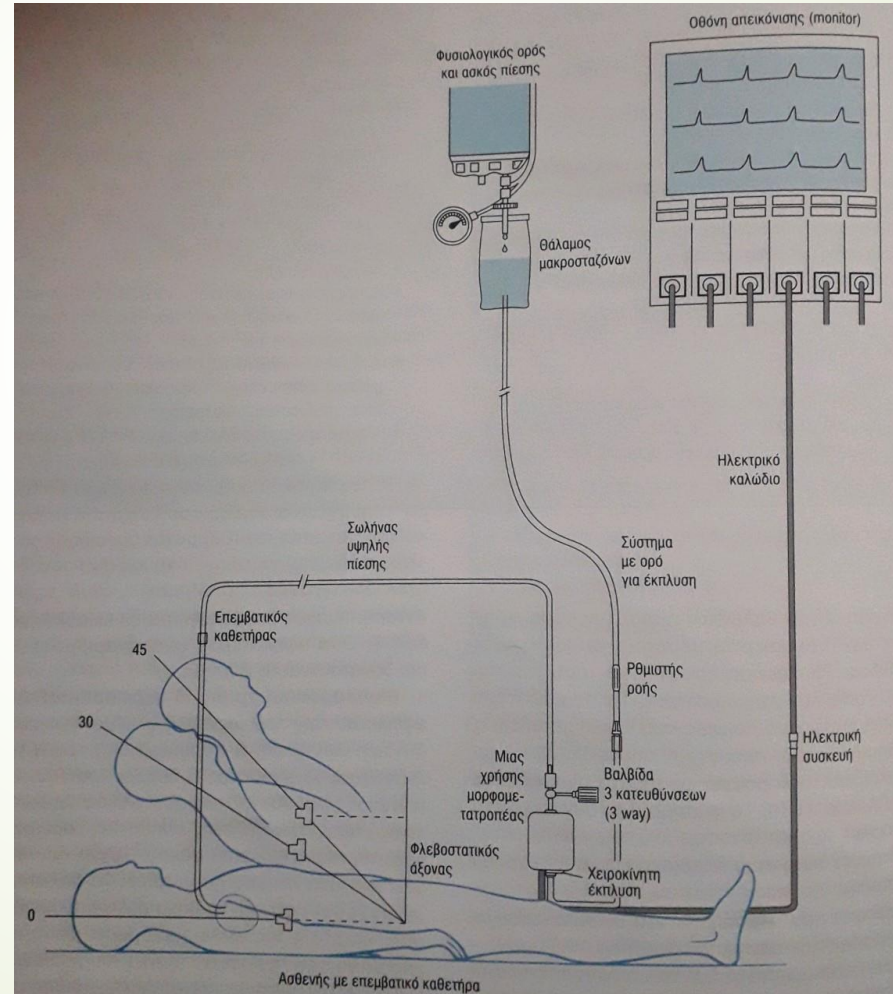 Οθόνη απεικόνισης (monitor)
Φυσιολογικός ορός
και ασκός πίεσης
Θάλαμος
μακροσταζόνων
Ηλεκτρικό
καλώδιο
Σωλήνας
υψηλής
πίεσης
Σύστημα
με ορό
για έκπλυση
Επεμβατικός
καθετήρας
45
Ρθμιστής
ροής
30
Ηλεκτρική
συσκευή
Μιας
χρήσης
μορφομε-
τατροπέας
Βαλβίδα
3 κατευθύνσεων
(3 way)
Φλεβοστατικός
άξονας
Χειροκίνητη
έκπλυση
0
Ασθενής με επεμβατικό καθετήρα